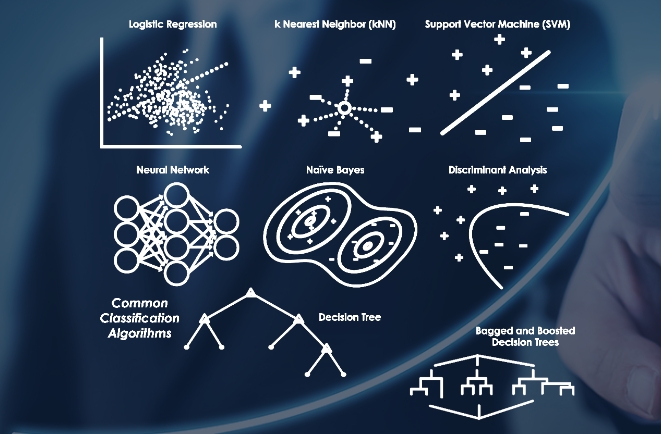 Logistic Regression
k Nearest Neighbor (kNN)
Support Vector Machine (SVM)
Neural Network
Naïve Bayes
Discriminant Analysis
Common
Classification
Algorithms
Decision Tree
Bagged and Boosted
Decision Trees